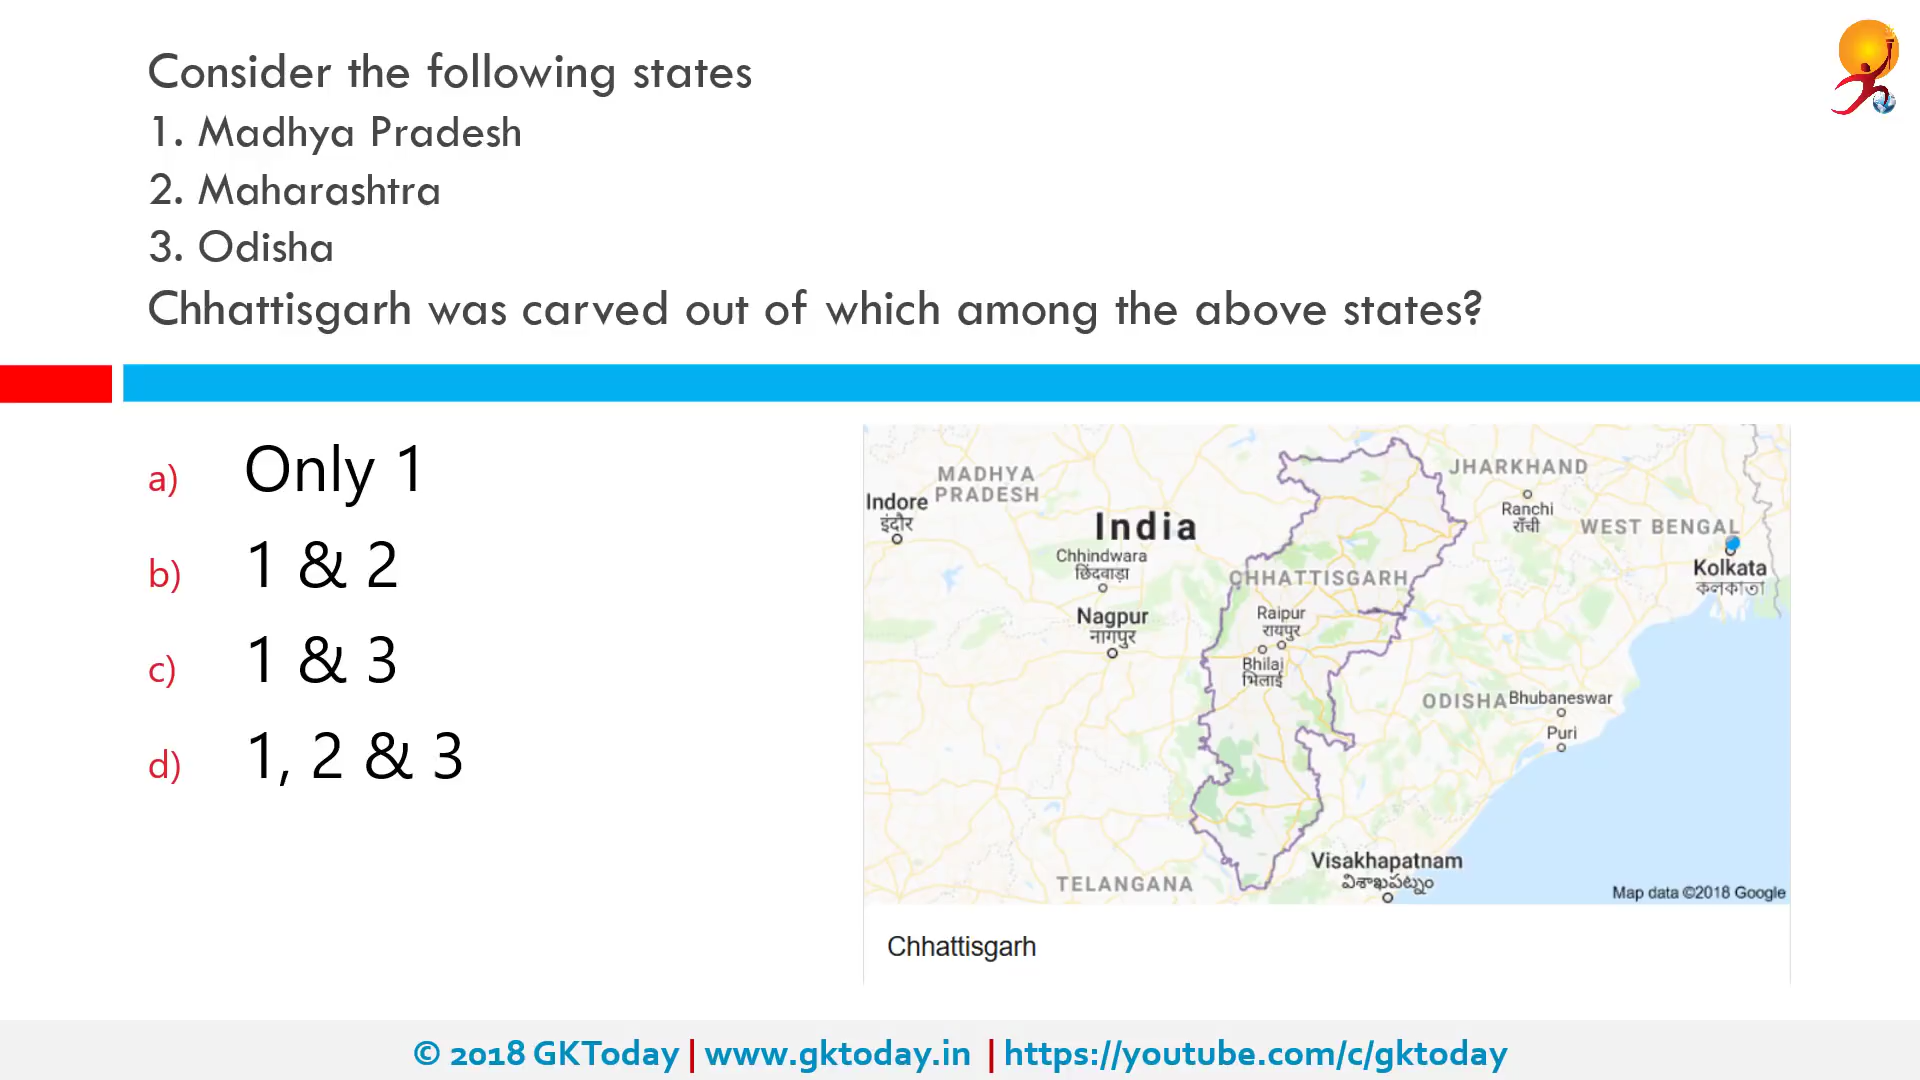 Consider the following states
1. Madhya Pradesh
2. Maharashtra
3. Odisha
Chhattisgarh was carved out of which among the above states?
a) Only 1
b) 1 & 2
c) 1 & 3
d) 1, 2 & 3
MADHYA
PRADESH
JHARKHAND
Indore
इंदौर
India
Ranchi
राँची
WEST BENGAL
Chhindwara
छिंदवाड़ा
Kolkata
কলকাতা
CHHATTISGARH
Nagpur
नागपुर
Raipur
रायपुर
Bhilai
भिलाई
ODISHA
Bhubaneswar
Puri
Visakhapatnam
విశాఖపట్నం
TELANGANA
Map data ©2018 Google
Chhattisgarh
© 2018 GKToday | www.gktoday.in | https://youtube.com/c/gktoday